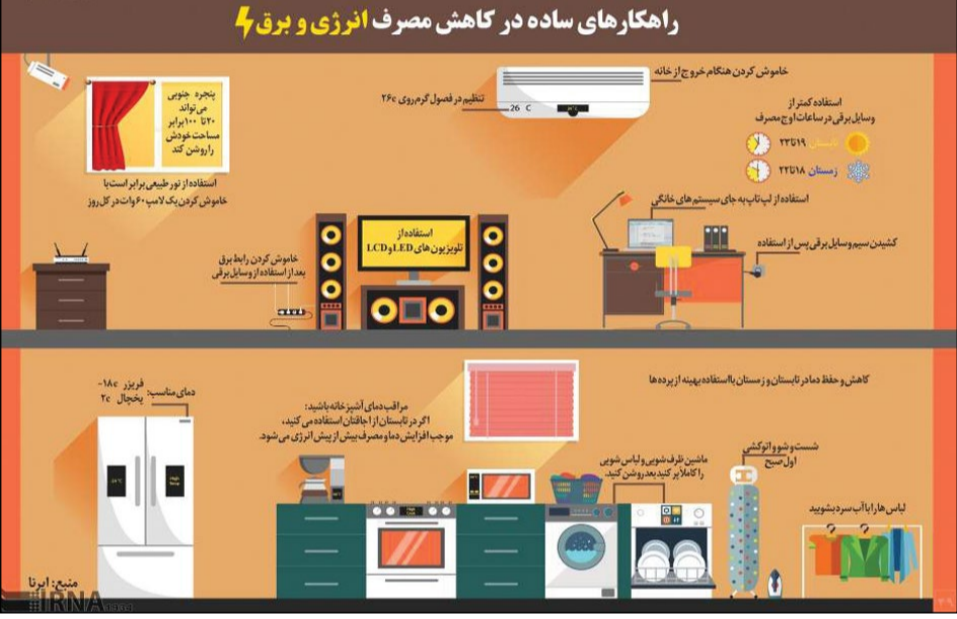 راهکارهای ساده در کاهش مصرف انرژی و برق
خاموش کردن هنگام خروج از خانه
تنظیم در فصول گرم روی ۲۶c
26 C
استفاده کمتر از
وسایل برقی در ساعات اوج مصرف
تابستان ۱۹تا۲۳
زمستان ۱۸تا۲۲
پنجره جنوبی
می‌تواند
۲۰تا ۱۰۰برابر
مساحت خودش
را روشن کند
استفاده از نور طبیعی برابر است با
خاموش کردن یک لامپ ۶۰ وات در کل روز
استفاده از لپ تاپ به جای سیستم های خانگی
کشیدن سیم وسایل برقی پس از استفاده
استفاده از
تلویزیون های LED و LCD
خاموش کردن رابط برق
بعد از استفاده از وسایل برقی
کاهش و حفظ دما در تابستان و زمستان با استفاده بهینه از پرده ها
دمای مناسب:
فریزر ۱۸c-
یخچال ۲c
مراقب دمای آشپزخانه باشید:
اگر در تابستان از اجاقتان استفاده می کنید،
موجب افزایش دما و مصرف بیش از پیش انرژی می شود.
ماشین ظرف شویی و لباس شویی
را کاملاً پر کنید بعد روشن کنید.
شست و شو و اتوکشی
اول صبح
لباس ها را با آب سرد بشویید
منبع: ایرنا
IRNA 1934
۲۹